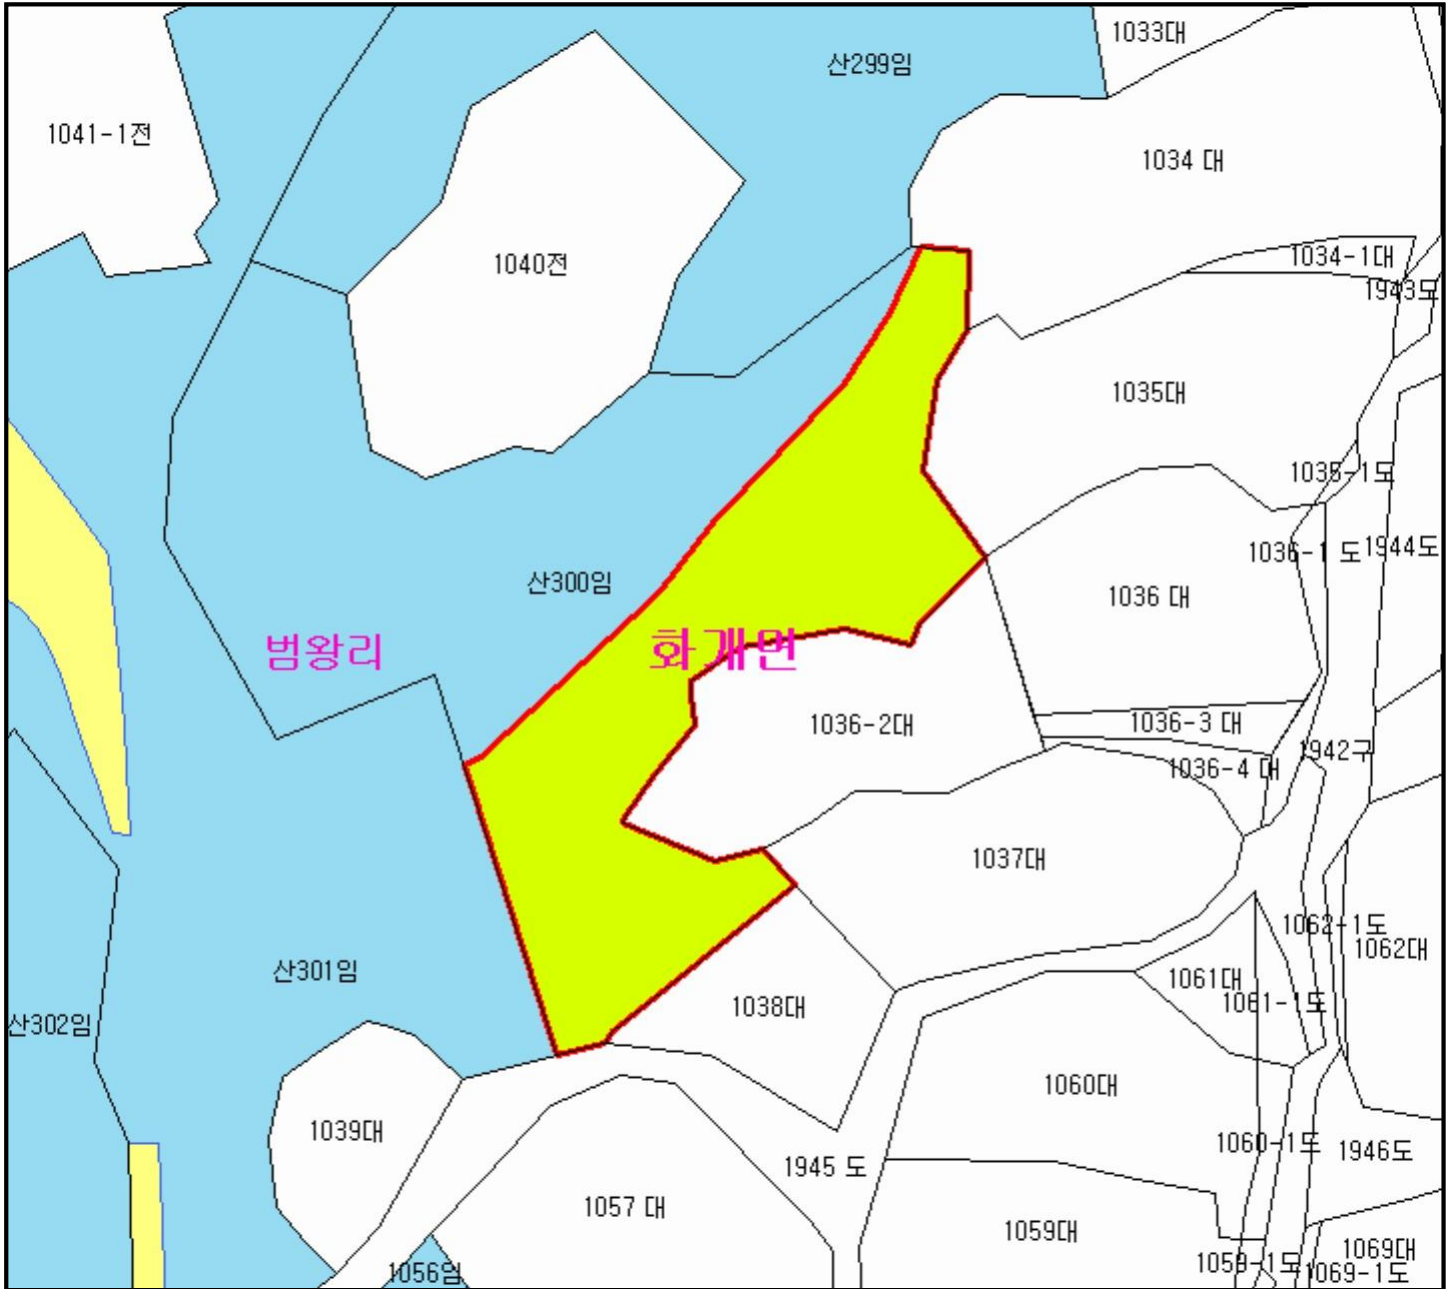 1033대
산299임
1041-1전
1034 대
1034-1대
1040전
1943도
1035대
1035-1도
1036-1 도
1944도
산300임
1036 대
범왕리
화개면
1036-2대
1036-3 대
1942구
1036-4 대
1037대
1062-1도
1062대
산301임
1061대
1061-1도
1038대
산302임
1060대
1039대
1060-1도
1946도
1945 도
1057 대
1059대
1069대
1059-1도
1069-1도
1056임